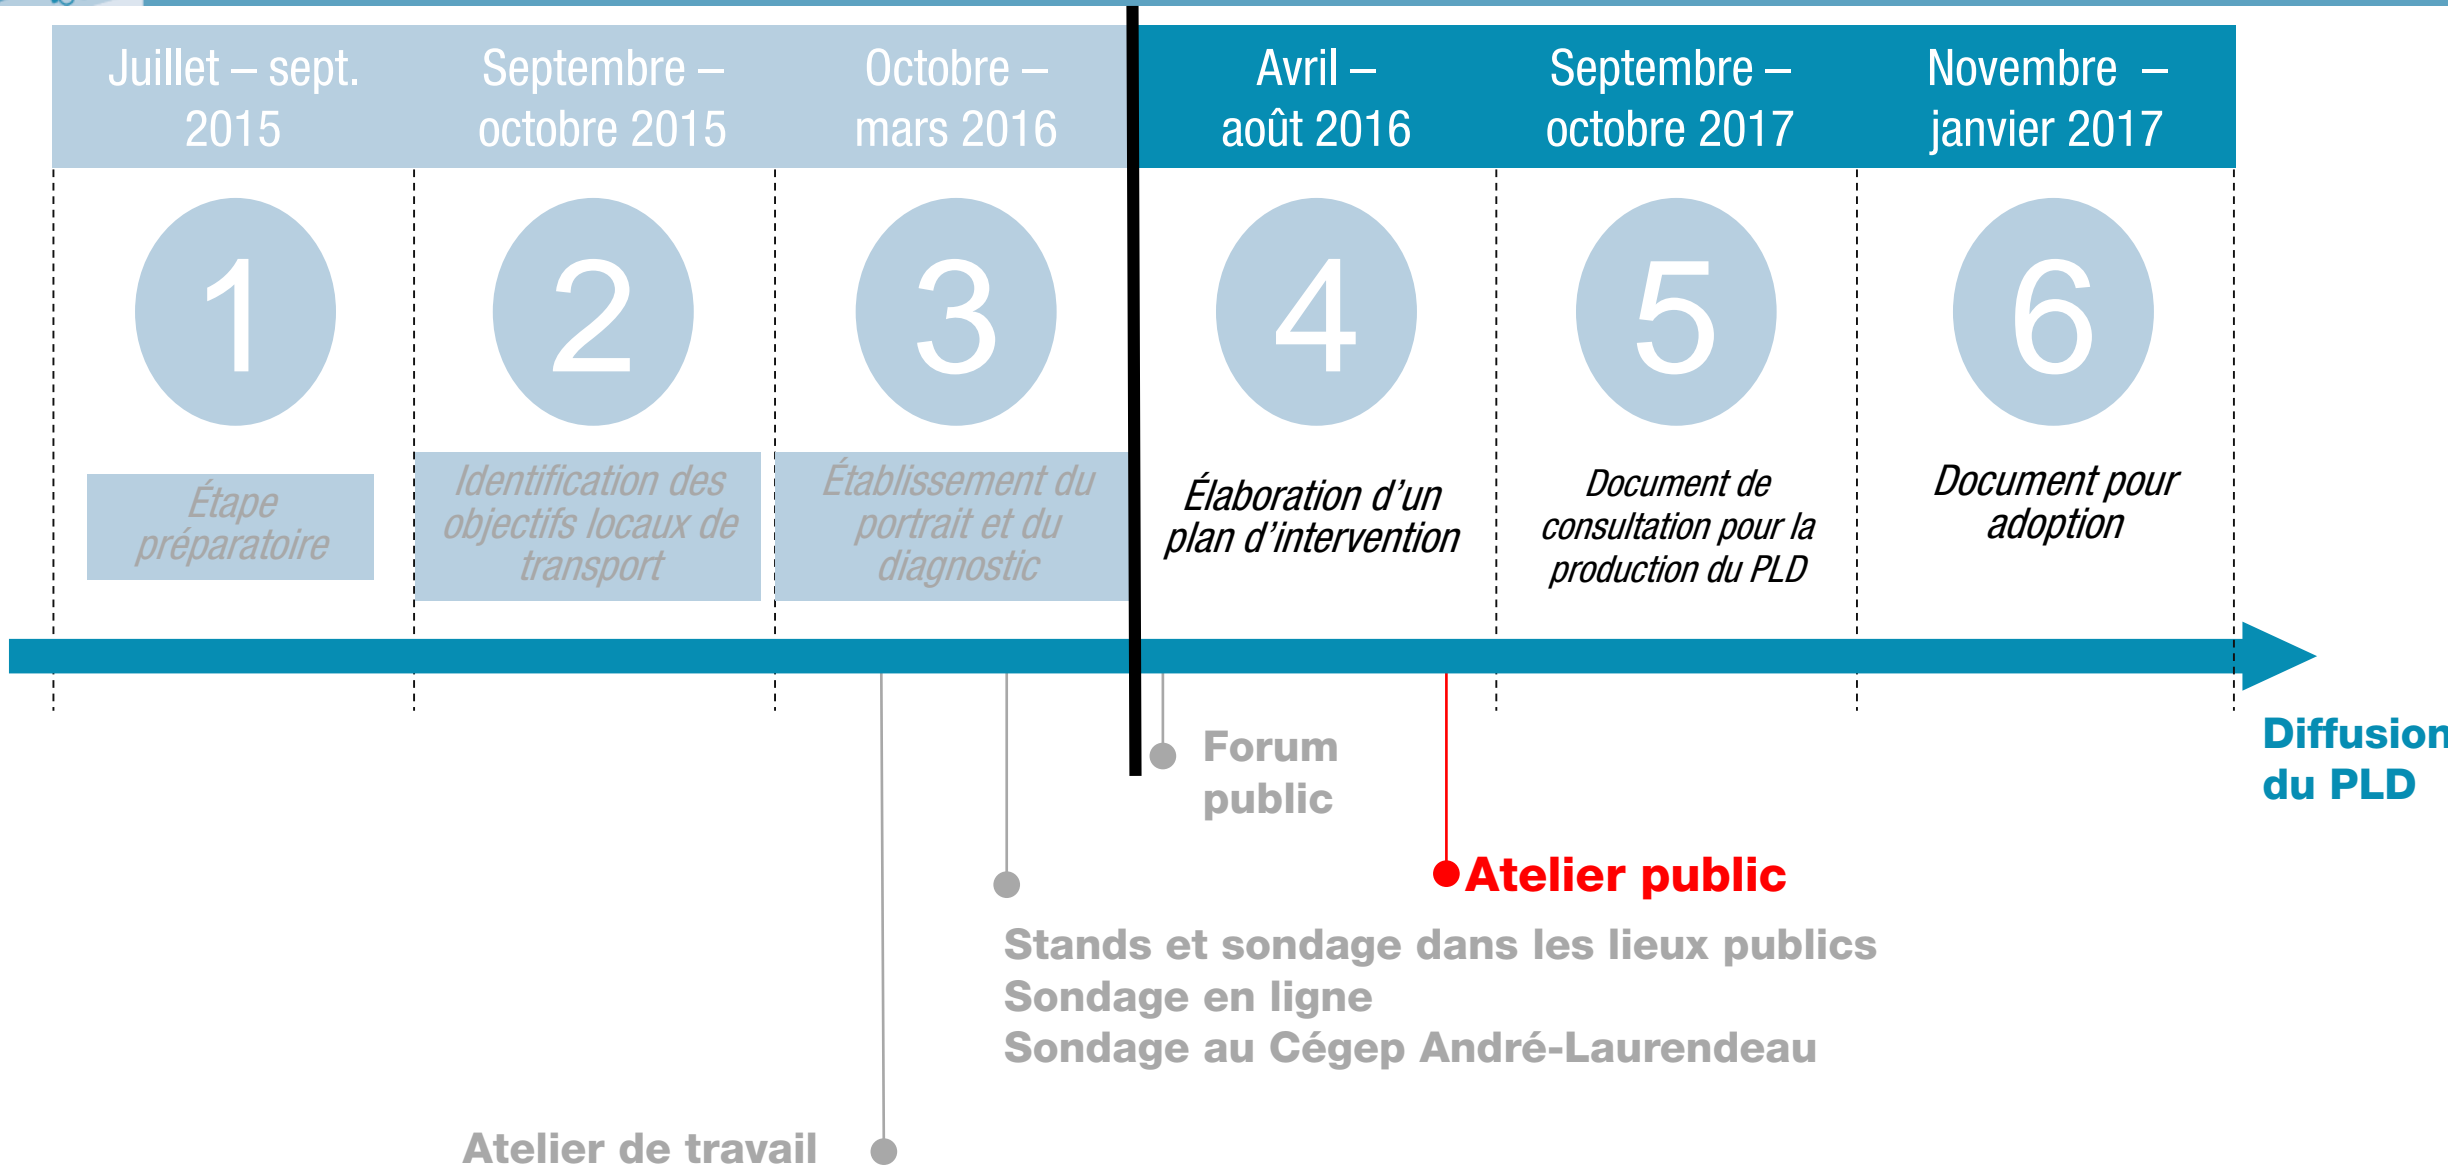 Juillet – sept.
2015
Septembre –
octobre 2015
Octobre –
mars 2016
Avril –
août 2016
Septembre –
octobre 2017
Novembre –
janvier 2017
1
2
3
4
5
6
Étape
préparatoire
Identification des
objectifs locaux de
transport
Établissement du
portrait et du
diagnostic
Élaboration d’un
plan d’intervention
Document de
consultation pour la
production du PLD
Document pour
adoption
Diffusion
du PLD
Forum
public
Atelier public
Stands et sondage dans les lieux publics
Sondage en ligne
Sondage au Cégep André-Laurendeau
Atelier de travail